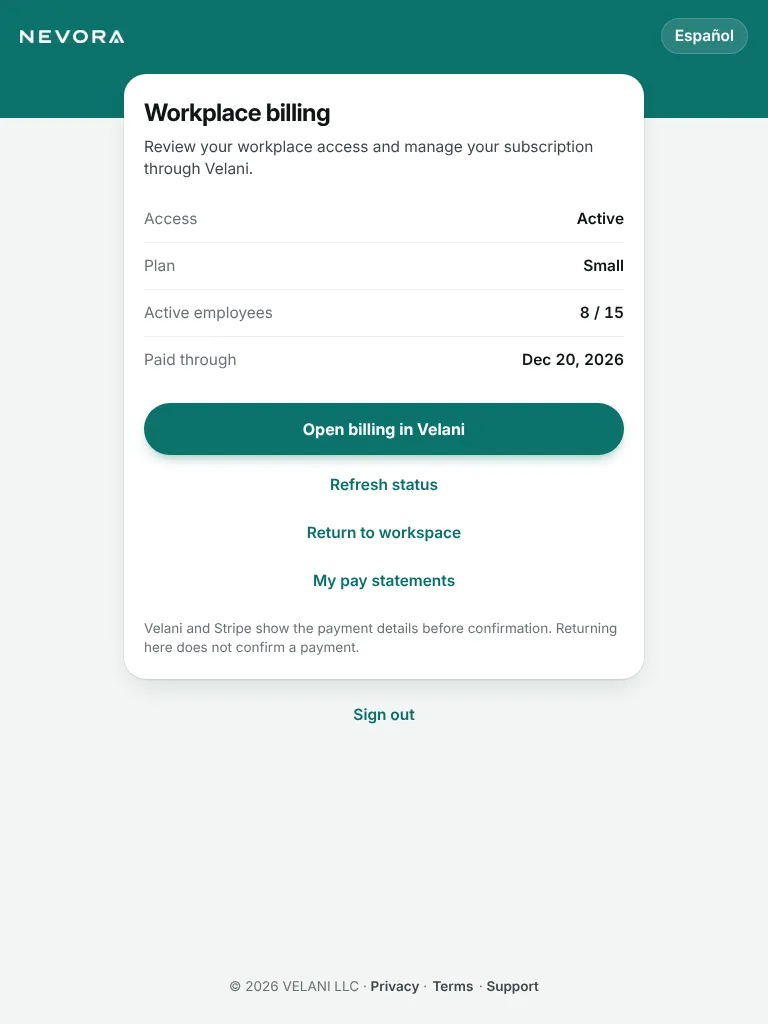 NEVORA
Español
Workplace billing
Review your workplace access and manage your subscription
through Velani.
Access Active
Plan Small
Active employees 8 / 15
Paid through Dec 20, 2026
Open billing in Velani
Refresh status
Return to workspace
My pay statements
Velani and Stripe show the payment details before confirmation. Returning
here does not confirm a payment.
Sign out
© 2026 VELANI LLC · Privacy · Terms · Support